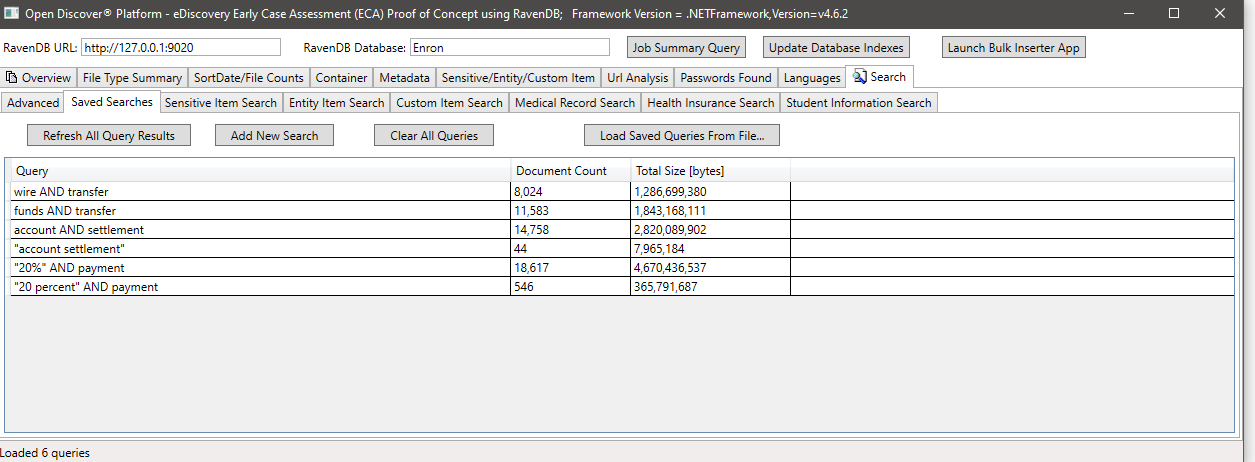 Open Discover® Platform - eDiscovery Early Case Assessment (ECA) Proof of Concept using RavenDB;   Framework Version = .NETFramework,Version=v4.6.2
RavenDB URL: http://127.0.0.1:9020 RavenDB Database: Enron Job Summary Query Update Database Indexes Launch Bulk Inserter App
Overview File Type Summary SortDate/File Counts Container Metadata Sensitive/Entity/Custom Item Url Analysis Passwords Found Languages Search
Advanced Saved Searches Sensitive Item Search Entity Item Search Custom Item Search Medical Record Search Health Insurance Search Student Information Search
Refresh All Query Results Add New Search Clear All Queries Load Saved Queries From File...
Query Document Count Total Size [bytes]
wire AND transfer 8,024 1,286,699,380
funds AND transfer 11,583 1,843,168,111
account AND settlement 14,758 2,820,089,902
"account settlement" 44 7,965,184
"20%" AND payment 18,617 4,670,436,537
"20 percent" AND payment 546 365,791,687
Loaded 6 queries